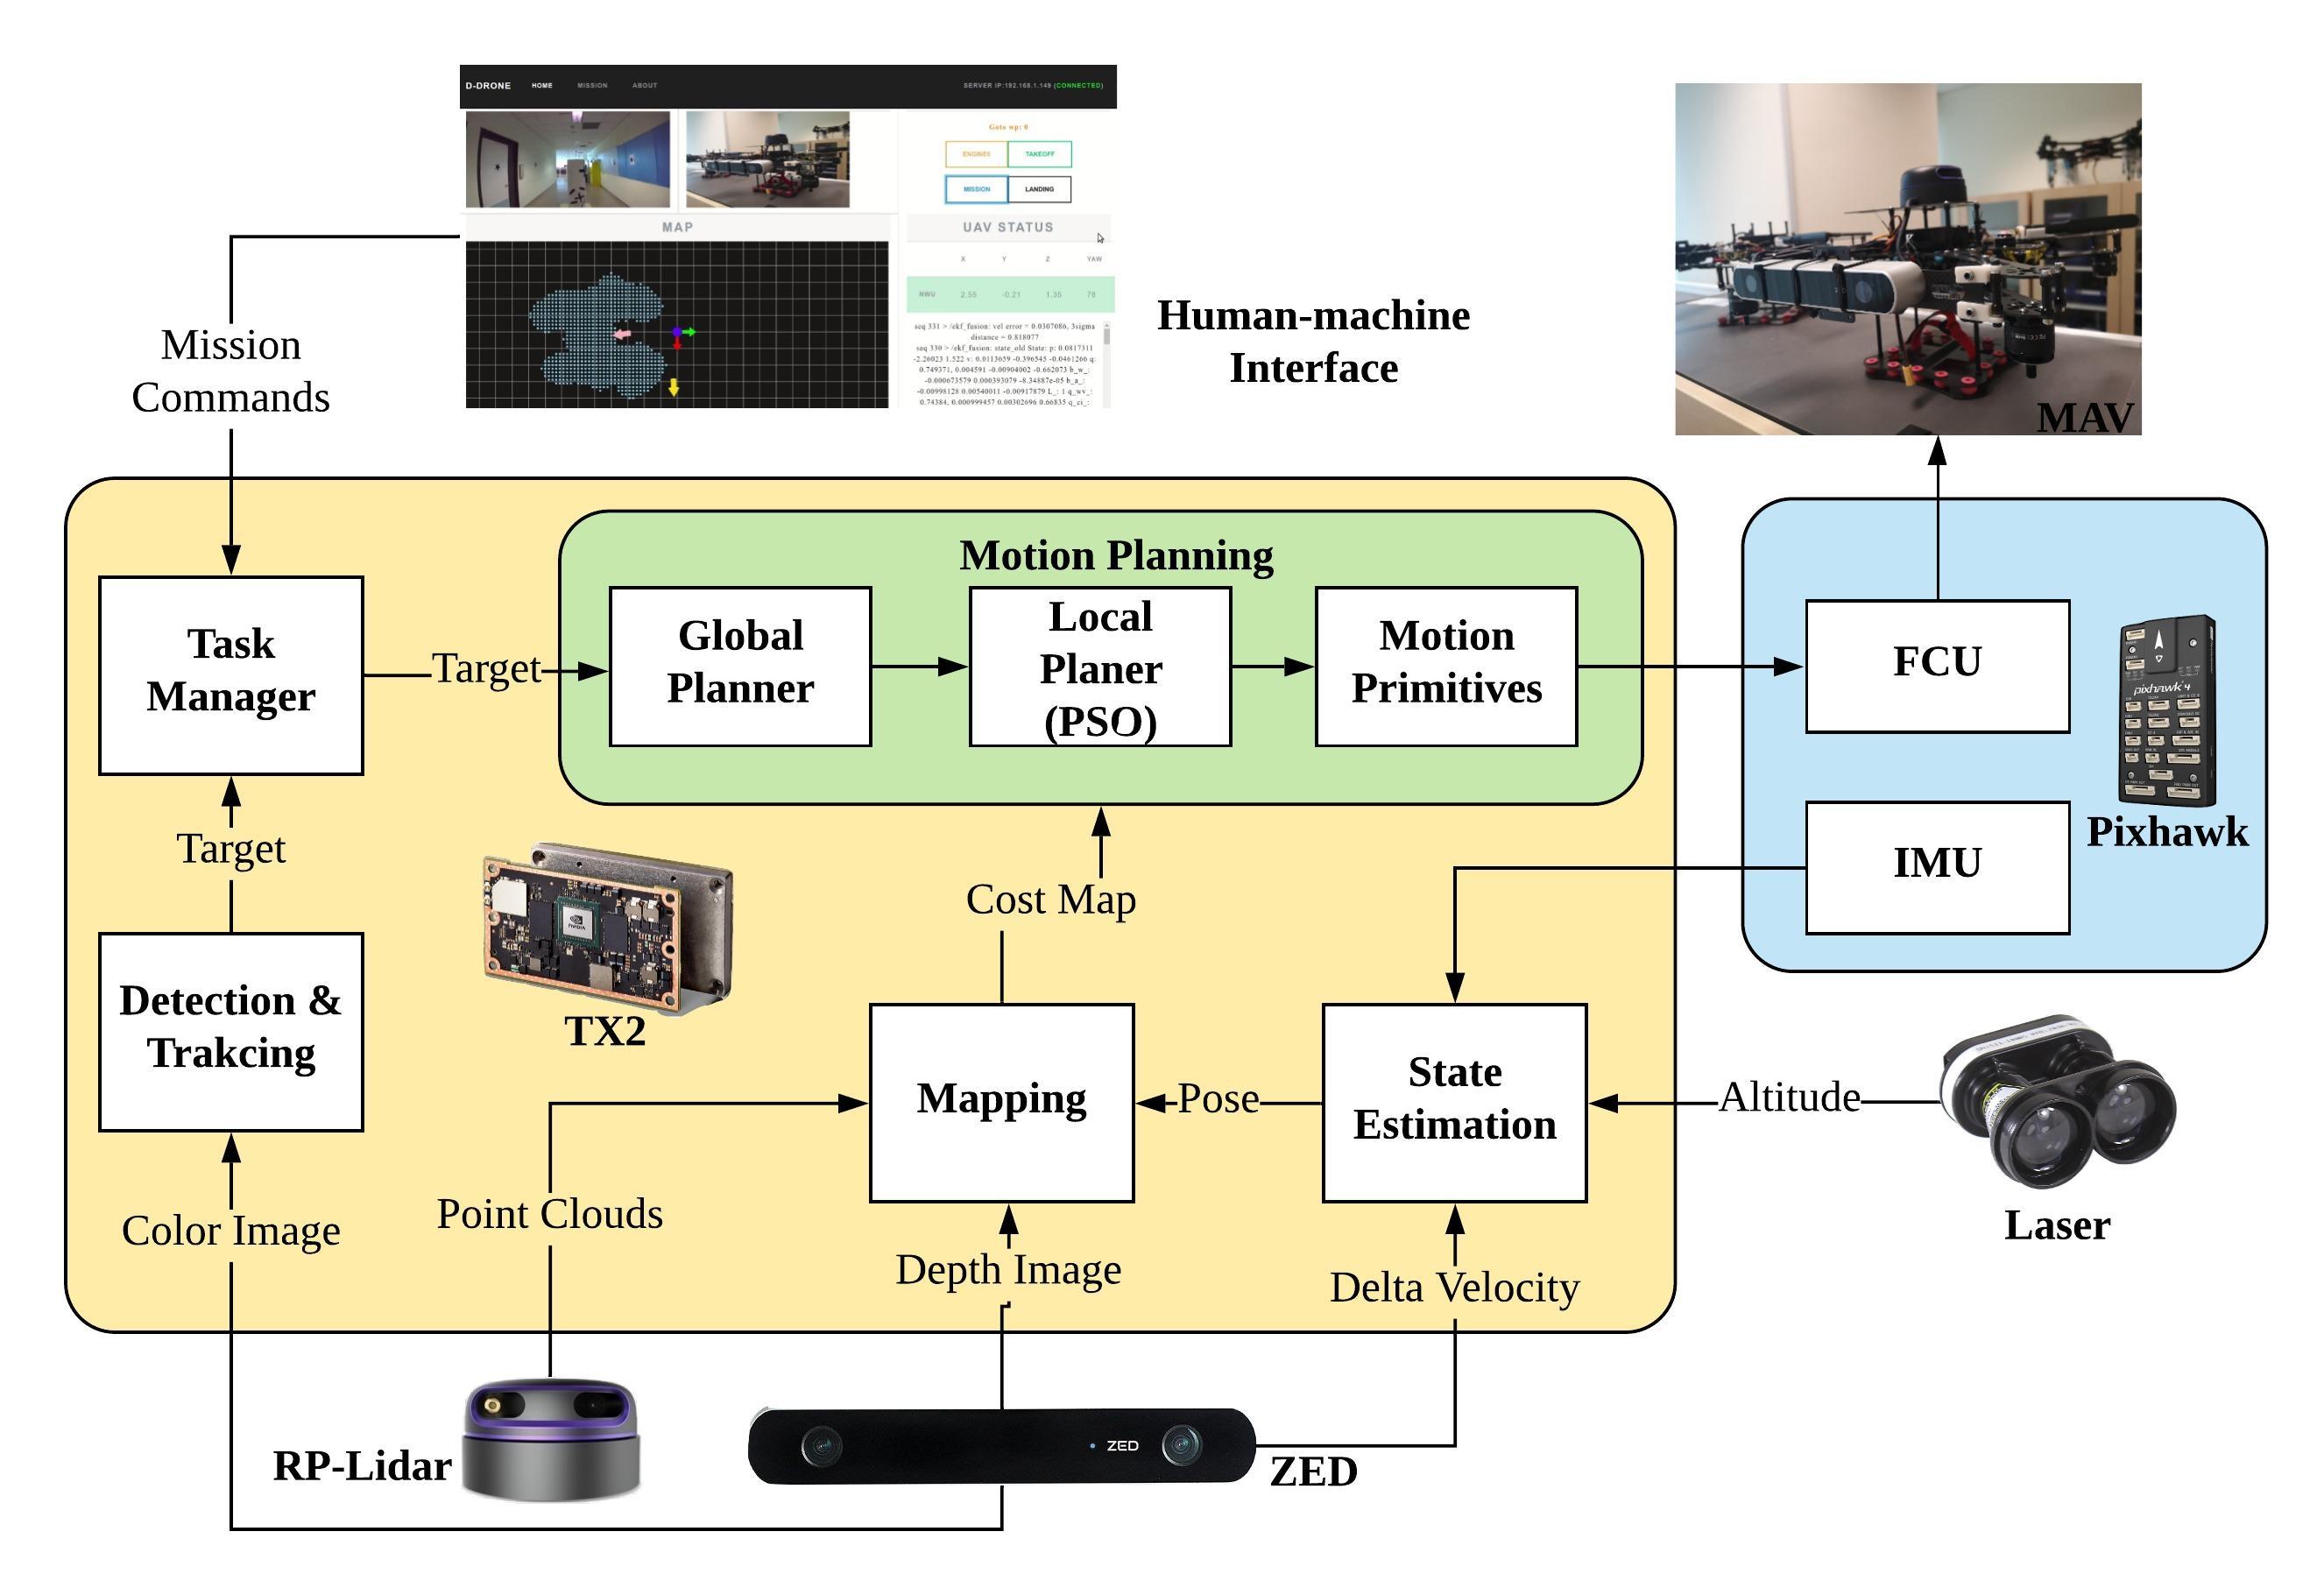 D-DRONE HOME MISSION ABOUT SERVER IP:192.168.1.149 (CONNECTED)
Goto wp: 0
ENGINES TAKEOFF
MISSION LANDING
MAP
UAV STATUS
X Y Z YAW
NWU 2.55 -0.21 1.35 78
seq 331 > /ekf_fusion: vel error = 0.0307086, 3sigma
distance = 0.818077
seq 330 > /ekf_fusion: state_old State: p: 0.0817311
-2.26023 1.522 v: 0.0113659 -0.396545 -0.0461266 q:
0.749371, 0.004591 -0.00904002 -0.662073 b_w_:
-0.000673579 0.000393079 -8.34887e-05 b_a_:
-0.00998128 0.00540011 -0.00917879 L_: 1 q_wv_:
0.74384, 0.000999457 0.00302696 0.66835 q_ci_:
Human-machine
Interface
MAV
Mission
Commands
Motion Planning
Task
Manager
Target
Global
Planner
Local
Planer
(PSO)
Motion
Primitives
FCU
pixhawk 4
Pixhawk
IMU
Target
NVIDIA
TX2
Cost Map
Detection &
Trakcing
Mapping
Pose
State
Estimation
Altitude
Laser
Color Image
Point Clouds
Depth Image
Delta Velocity
RP-Lidar
ZED
ZED